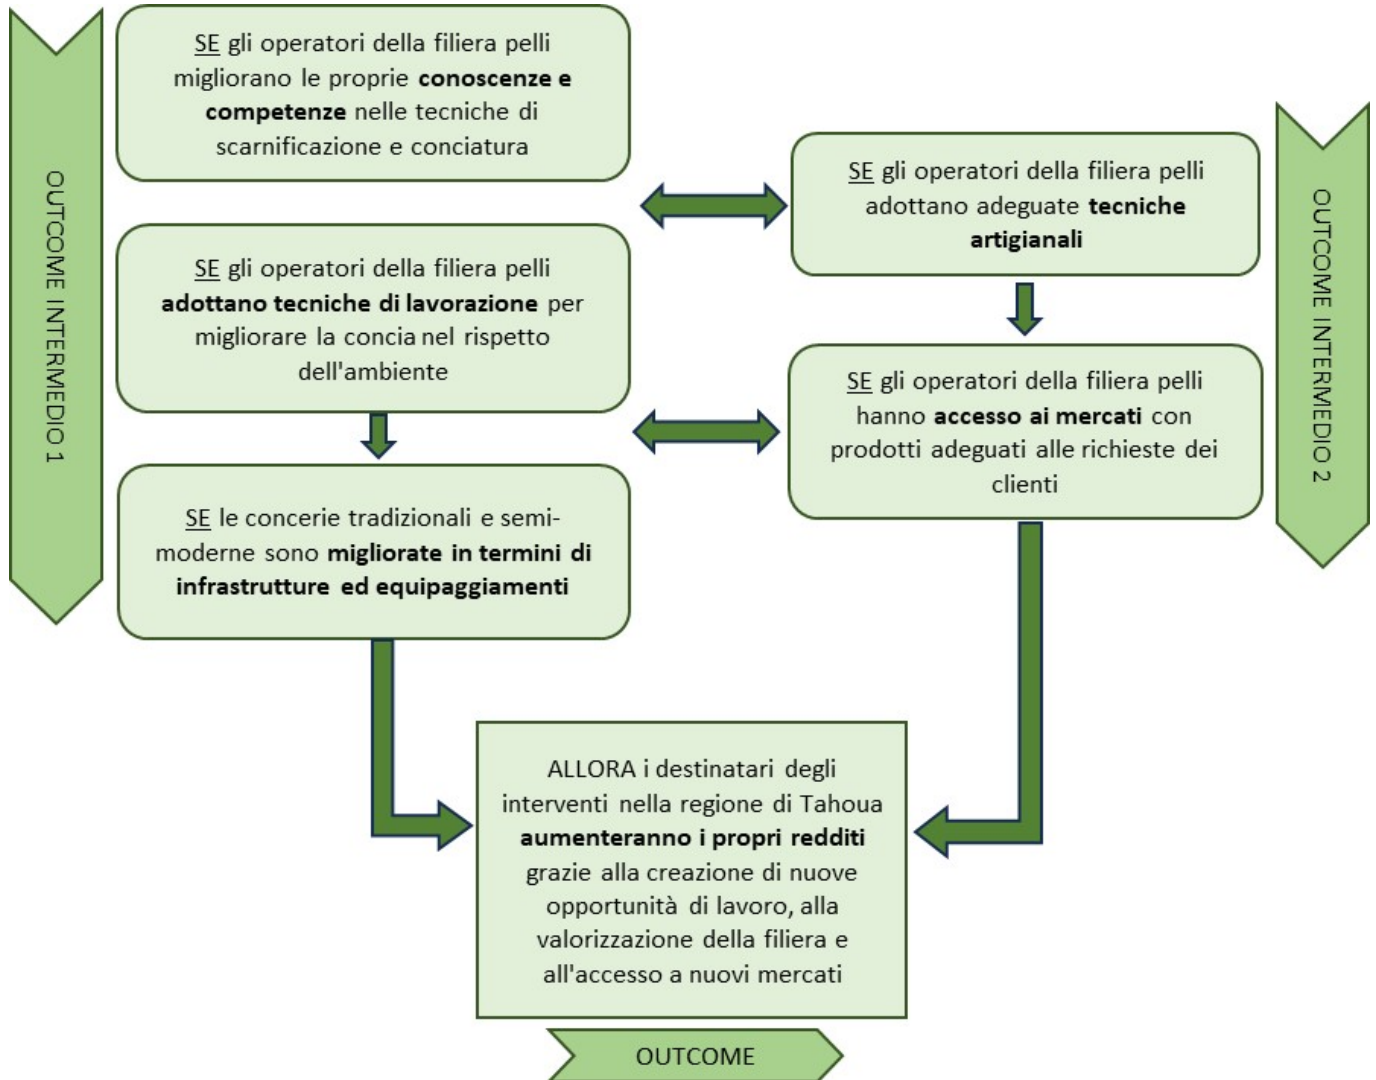 OUTCOME INTERMEDIO 1
SE gli operatori della filiera pelli
migliorano le proprie conoscenze e
competenze nelle tecniche di
scarnificazione e conciatura
SE gli operatori della filiera pelli
adottano tecniche di lavorazione per
migliorare la concia nel rispetto
dell'ambiente
SE le concerie tradizionali e semi-
moderne sono migliorate in termini di
infrastrutture ed equipaggiamenti
SE gli operatori della filiera pelli
adottano adeguate tecniche
artigianali
SE gli operatori della filiera pelli
hanno accesso ai mercati con
prodotti adeguati alle richieste dei
clienti
OUTCOME INTERMEDIO 2
ALLORA i destinatari degli
interventi nella regione di Tahoua
aumenteranno i propri redditi
grazie alla creazione di nuove
opportunità di lavoro, alla
valorizzazione della filiera e
all'accesso a nuovi mercati
OUTCOME